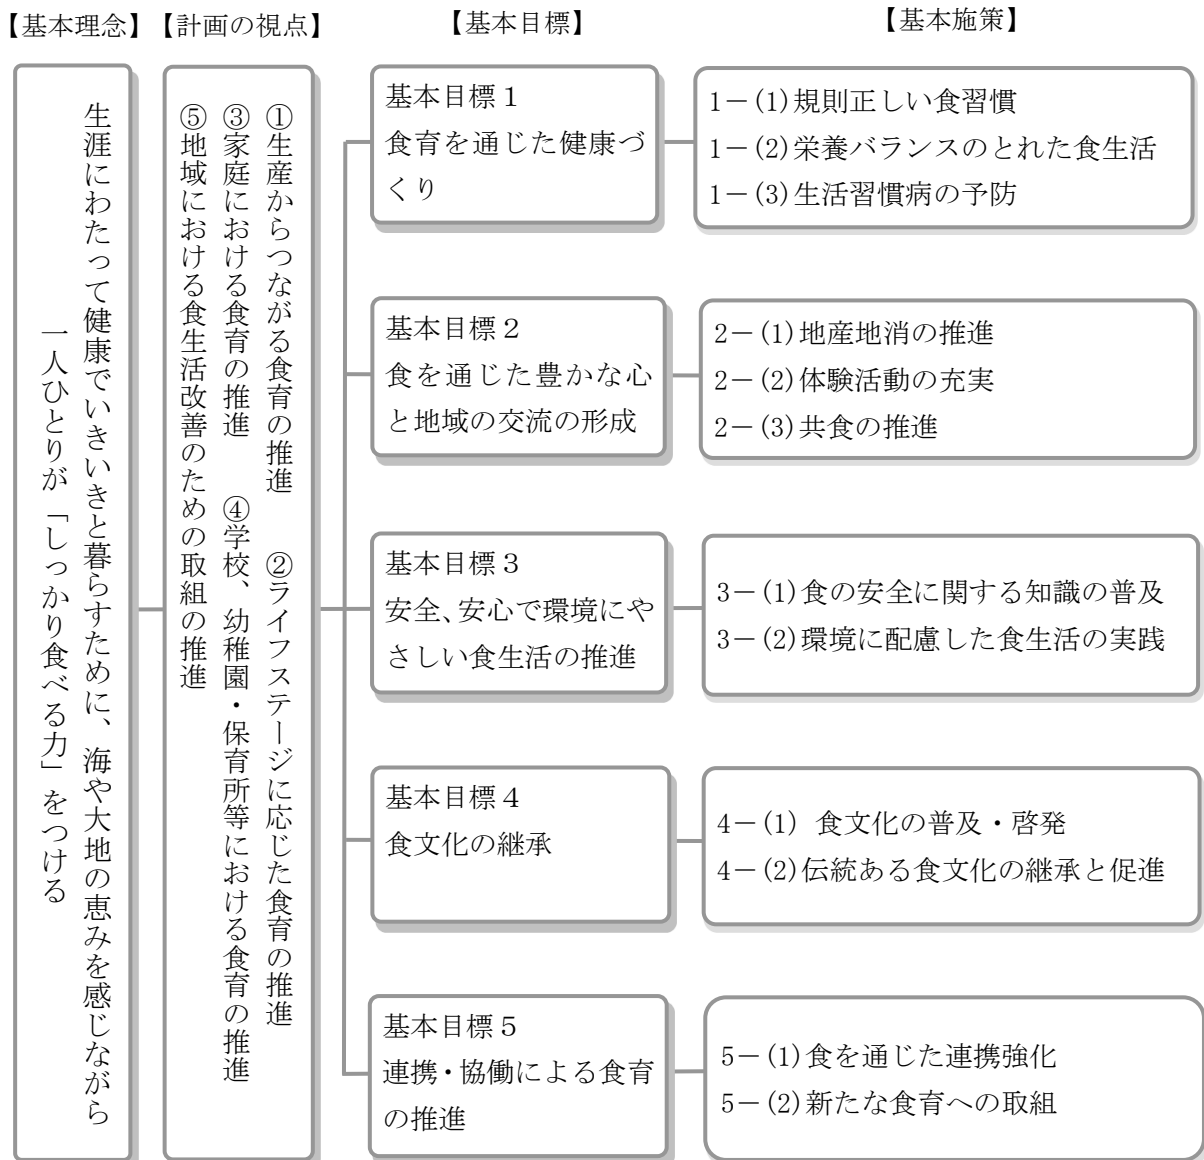 【基本理念】【計画の視点】
【基本目標】
【基本施策】
生涯にわたって健康でいきいきと暮らすために、海や大地の恵みを感じながら
一人ひとりが「しっかり食べる力」をつける
①生産からつながる食育の推進　②ライフステージに応じた食育の推進
③家庭における食育の推進　④学校、幼稚園・保育所等における食育の推進
⑤地域における食生活改善のための取組の推進
基本目標１
食育を通じた健康づ
くり
1－(1)規則正しい食習慣
1－(2)栄養バランスのとれた食生活
1－(3)生活習慣病の予防
基本目標２
食を通じた豊かな心
と地域の交流の形成
2－(1)地産地消の推進
2－(2)体験活動の充実
2－(3)共食の推進
基本目標３
安全、安心で環境にや
さしい食生活の推進
3－(1)食の安全に関する知識の普及
3－(2)環境に配慮した食生活の実践
基本目標４
食文化の継承
4－(1) 食文化の普及・啓発
4－(2)伝統ある食文化の継承と促進
基本目標５
連携・協働による食育
の推進
5－(1)食を通じた連携強化
5－(2)新たな食育への取組